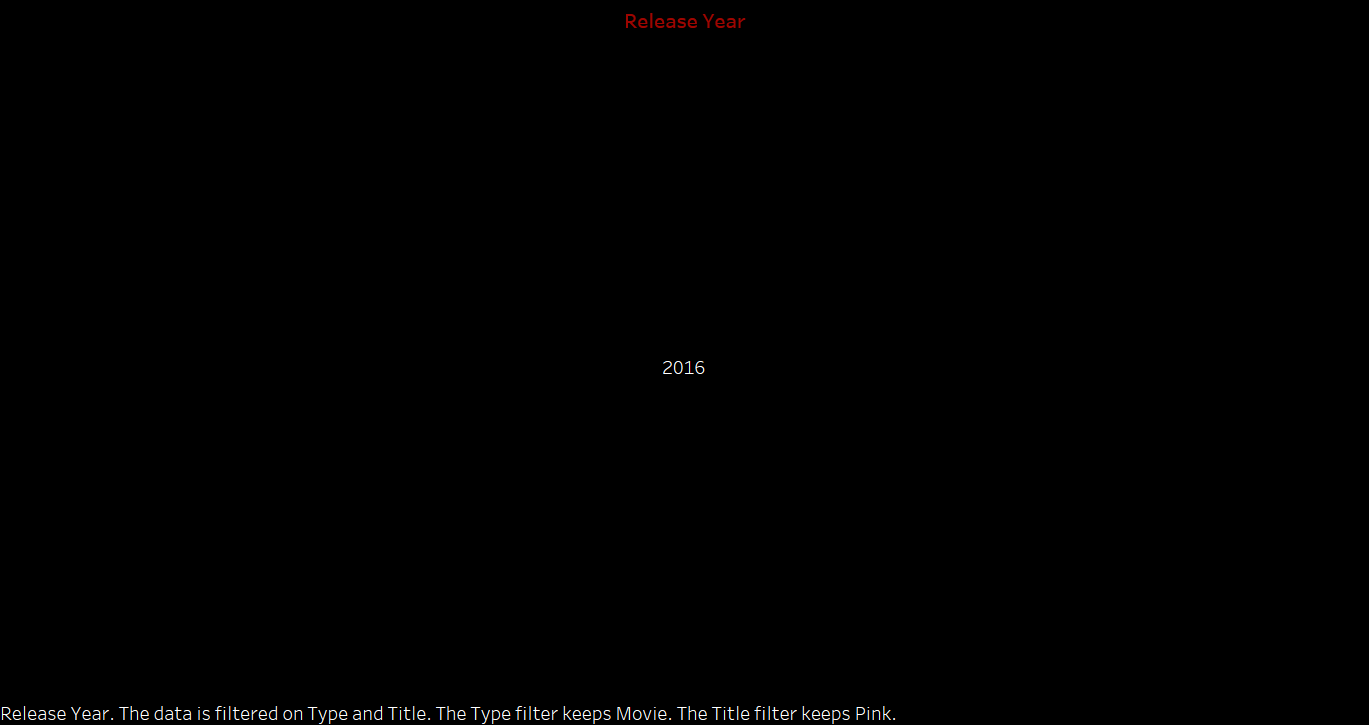 Release Year
2016
Release Year. The data is filtered on Type and Title. The Type filter keeps Movie. The Title filter keeps Pink.